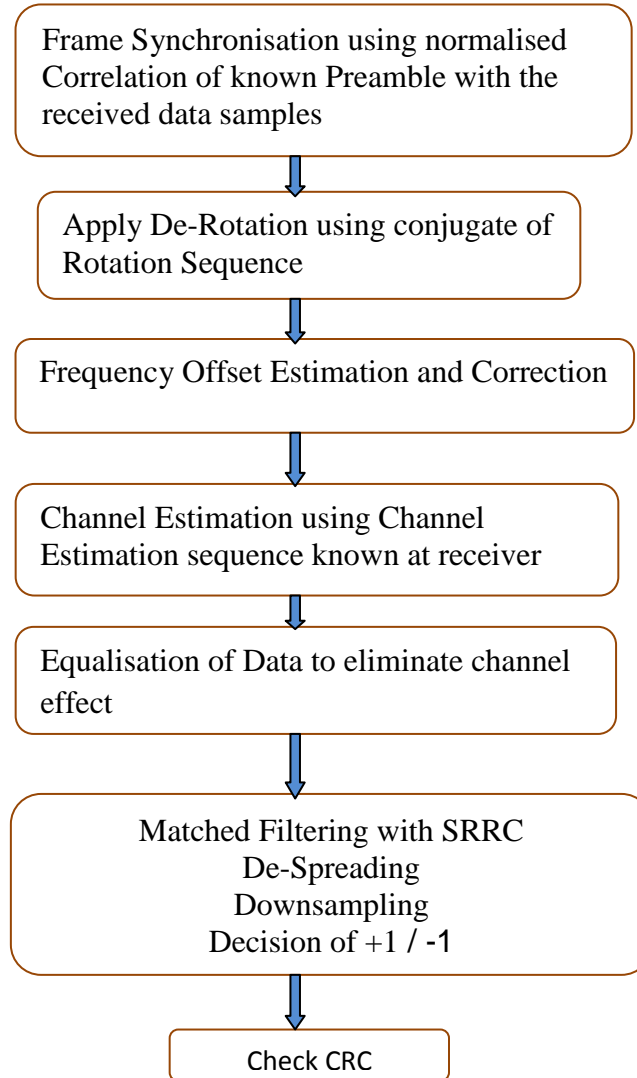 Frame Synchronisation using normalised
Correlation of known Preamble with the
received data samples
Apply De-Rotation using conjugate of
Rotation Sequence
Frequency Offset Estimation and Correction
Channel Estimation using Channel
Estimation sequence known at receiver
Equalisation of Data to eliminate channel
effect
Matched Filtering with SRRC
De-Spreading
Downsampling
Decision of +1 / -1
Check CRC